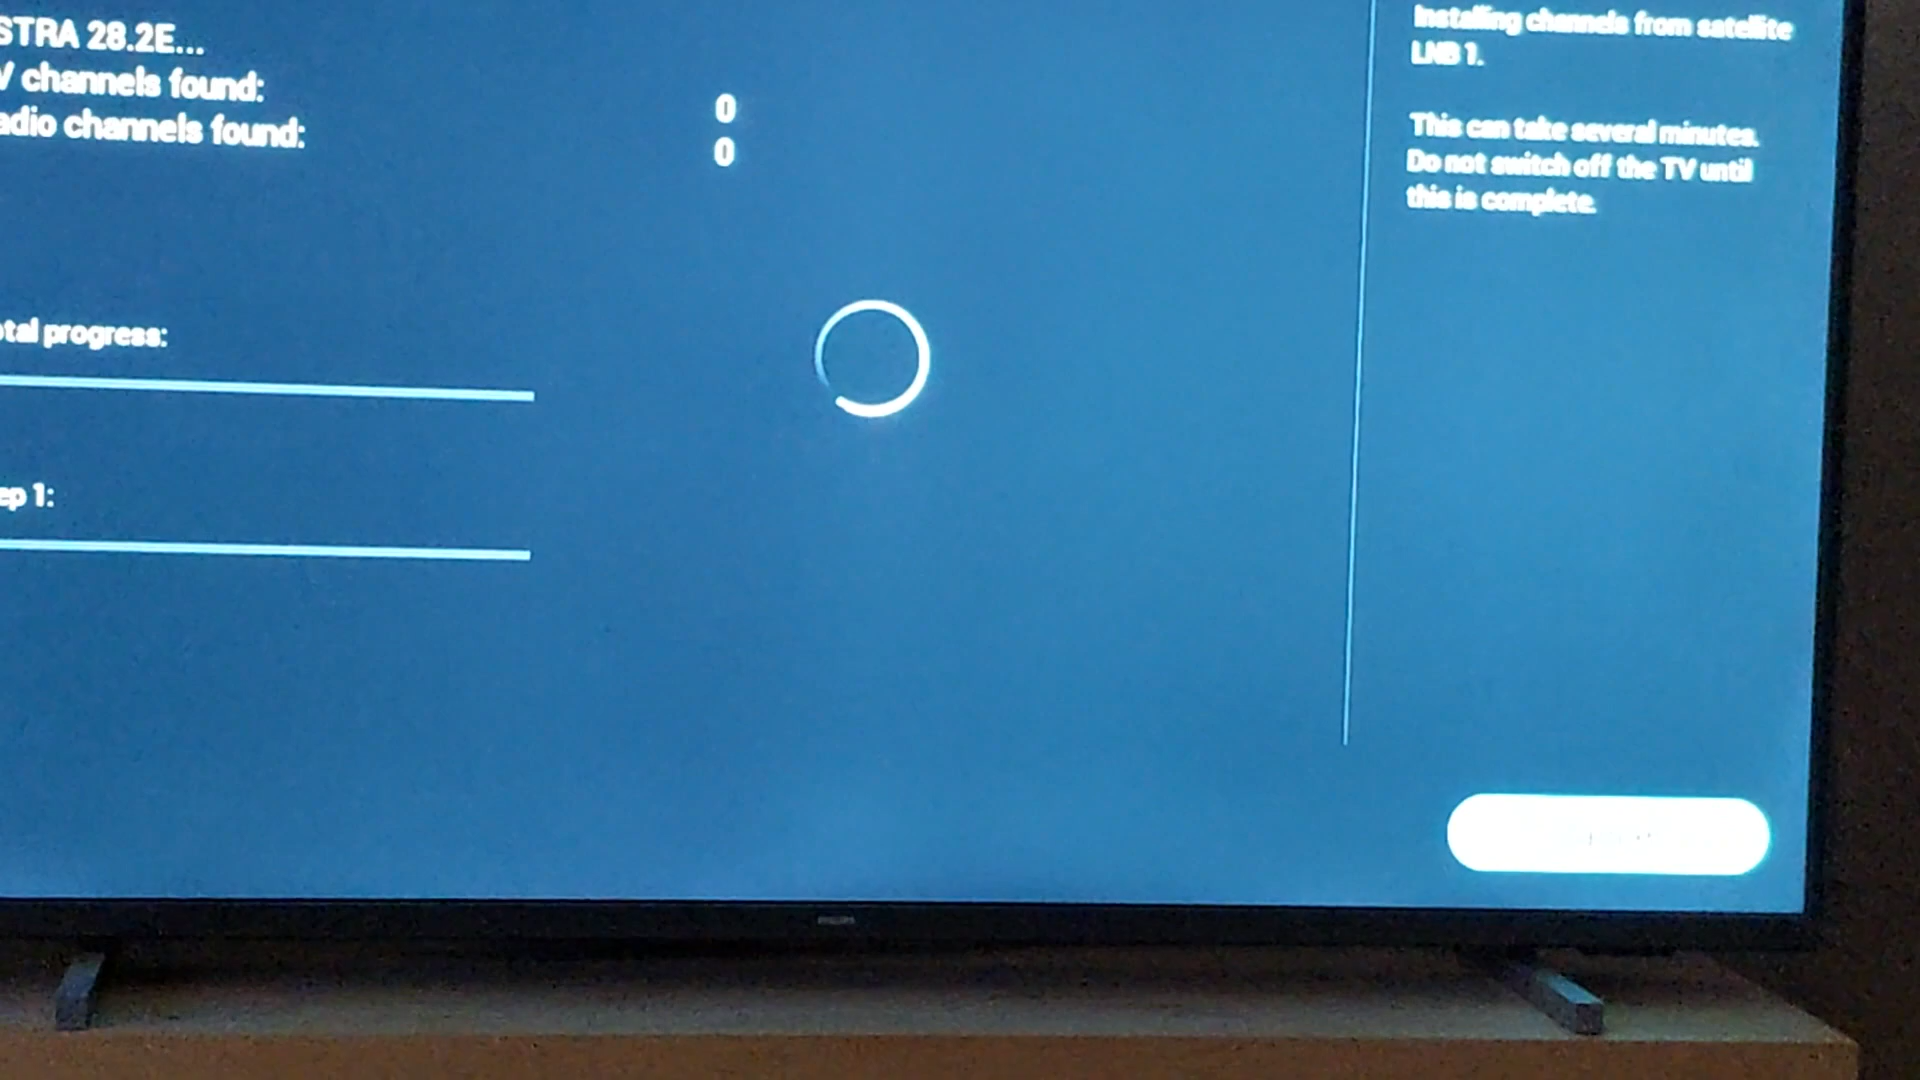 STRA 28.2E...
V channels found: 0
adio channels found: 0
otal progress:
ep 1:
Installing channels from satellite
LNB 1.
This can take several minutes.
Do not switch off the TV until
this is complete.
PHILIPS